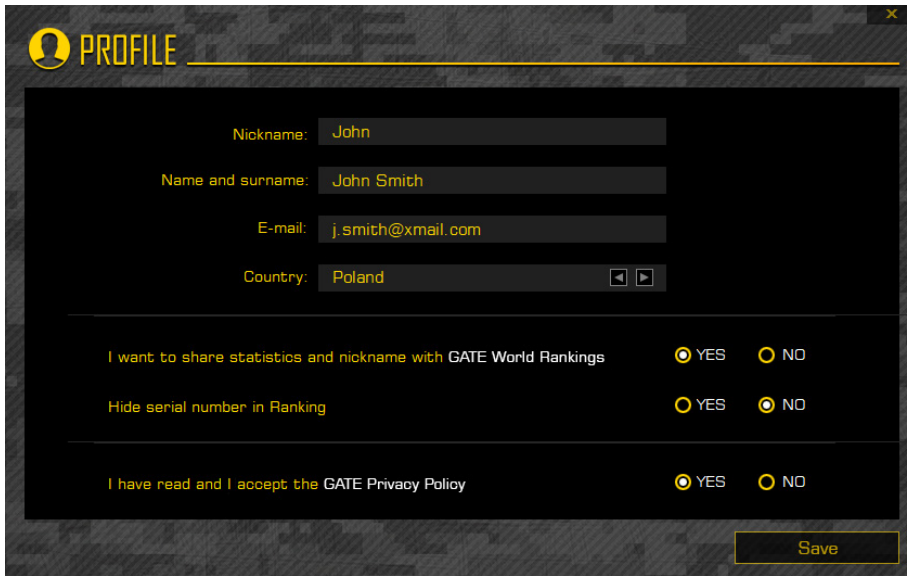 x
PROFILE
Nickname: John
Name and surname: John Smith
E-mail: j.smith@xmail.com
Country: Poland
I want to share statistics and nickname with GATE World Rankings YES NO
Hide serial number in Ranking YES NO
I have read and I accept the GATE Privacy Policy YES NO
Save